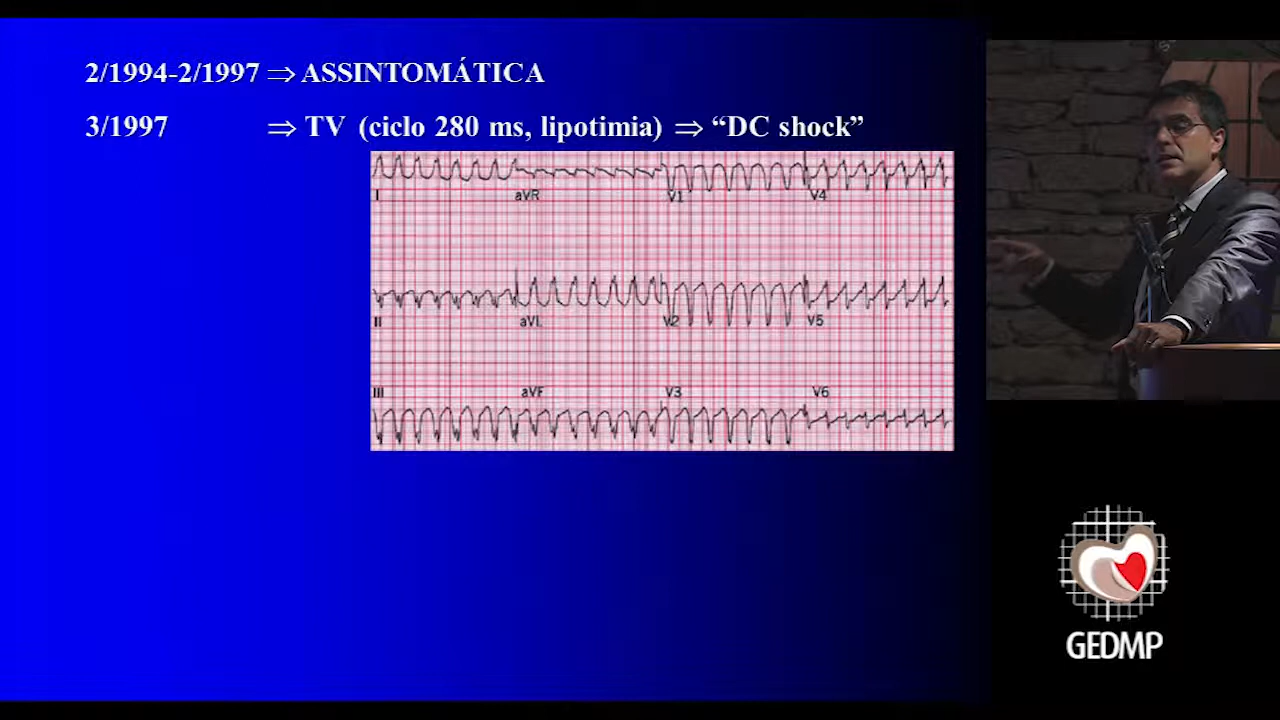 2/1994-2/1997 ⇒ ASSINTOMÁTICA
3/1997 ⇒ TV (ciclo 280 ms, lipotimia) ⇒ “DC shock”
I aVR V1 V4
II aVL V2 V5
III aVF V3 V6
GEDMP